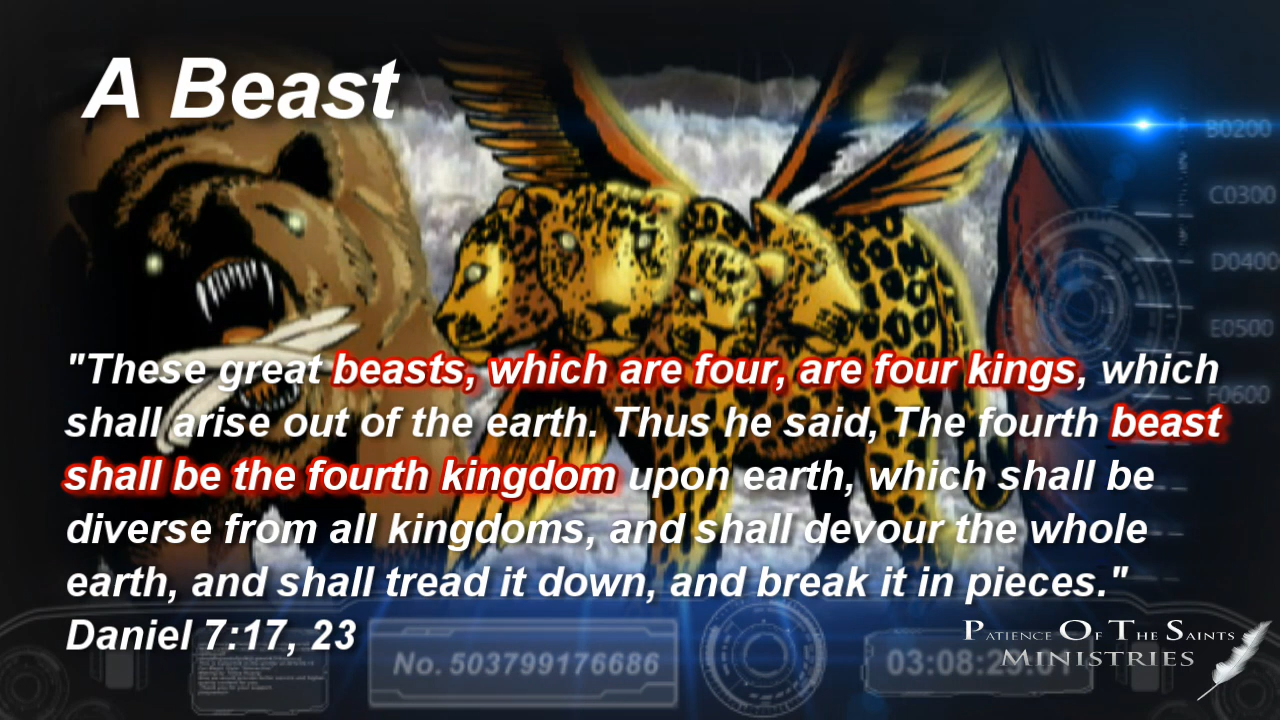 A Beast
B0200
C0300
D0400
E0500
F0600
"These great beasts, which are four, are four kings, which
shall arise out of the earth. Thus he said, The fourth beast
shall be the fourth kingdom upon earth, which shall be
diverse from all kingdoms, and shall devour the whole
earth, and shall tread it down, and break it in pieces."
Daniel 7:17, 23
No. 503799176686
PATIENCE OF THE SAINTS
MINISTRIES